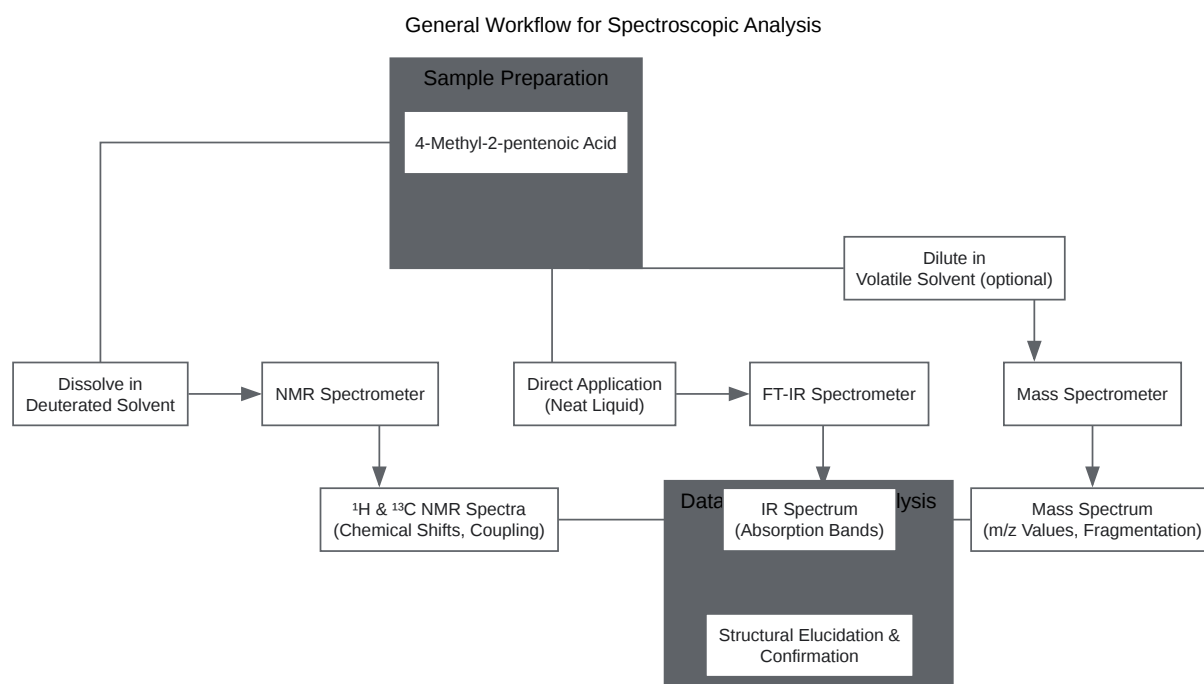 General Workflow for Spectroscopic Analysis
Sample Preparation
4-Methyl-2-pentenoic Acid
Dilute in
Volatile Solvent (optional)
Dissolve in
Deuterated Solvent
NMR Spectrometer
Direct Application
(Neat Liquid)
FT-IR Spectrometer
Mass Spectrometer
¹H & ¹³C NMR Spectra
(Chemical Shifts, Coupling)
Data
IR Spectrum
(Absorption Bands)
Mass Spectrum
(m/z Values, Fragmentation)
Structural Elucidation &
Confirmation